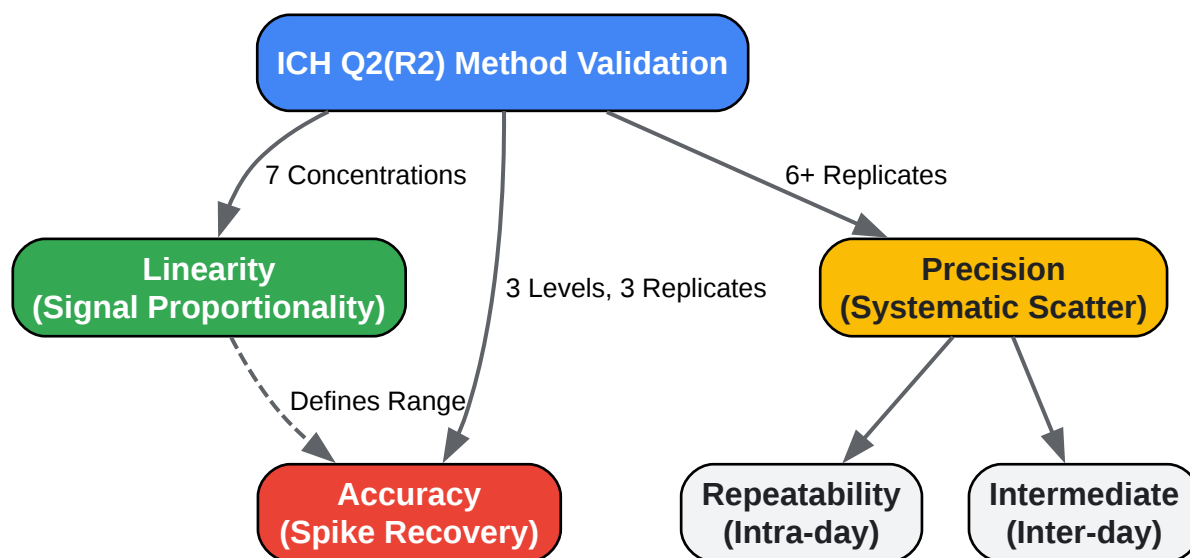 ICH Q2(R2) Method Validation
7 Concentrations
6+ Replicates
Linearity
(Signal Proportionality)
3 Levels, 3 Replicates
Precision
(Systematic Scatter)
Defines Range
Accuracy
(Spike Recovery)
Repeatability
(Intra-day)
Intermediate
(Inter-day)